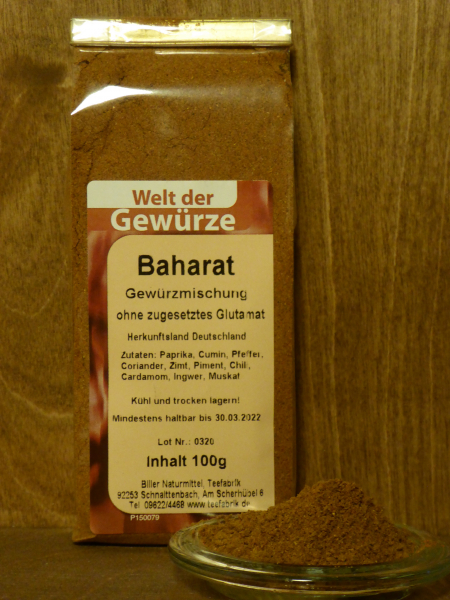 Welt der
Gewürze
Baharat
Gewürzmischung
ohne zugesetztes Glutamat
Herkunftsland Deutschland
Zutaten: Paprika, Cumin, Pfeffer,
Coriander, Zimt, Piment, Chili,
Cardamom, Ingwer, Muskat
Kühl und trocken lagern!
Mindestens haltbar bis 30.03.2022
Lot Nr.: 0320
Inhalt 100g
Biller Naturmittel, Teefabrik
92253 Schnaittenbach, Am Scherhübel 6
Tel. 09622/4468 www.teefabrik.de
P150079